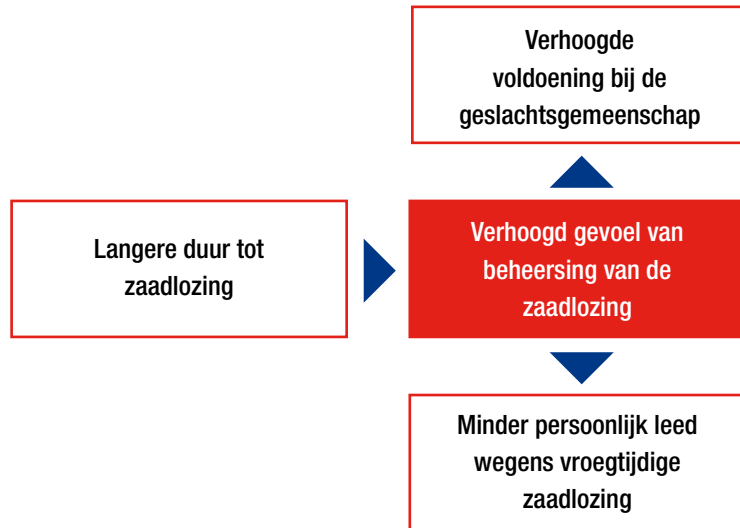 Verhoogde
voldoening bij de
geslachtsgemeenschap
Langere duur tot
zaadlozing
Verhoogd gevoel van
beheersing van de
zaadlozing
Minder persoonlijk leed
wegens vroegtijdige
zaadlozing